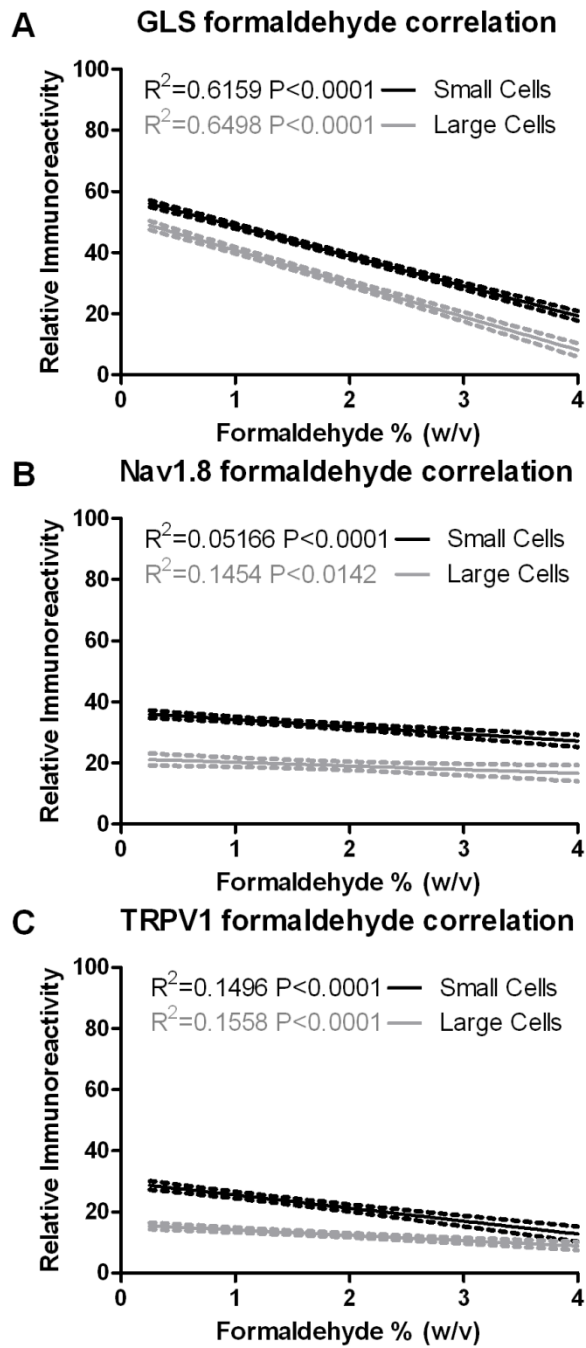 A GLS formaldehyde correlation
100
R²=0.6159 P<0.0001 Small Cells
R²=0.6498 P<0.0001 Large Cells
80
60
40
20
0
Relative Immunoreactivity
0 1 2 3 4
Formaldehyde % (w/v)
B Nav1.8 formaldehyde correlation
100
R²=0.05166 P<0.0001 Small Cells
R²=0.1454 P<0.0142 Large Cells
80
60
40
20
0
Relative Immunoreactivity
0 1 2 3 4
Formaldehyde % (w/v)
C TRPV1 formaldehyde correlation
100
R²=0.1496 P<0.0001 Small Cells
R²=0.1558 P<0.0001 Large Cells
80
60
40
20
0
Relative Immunoreactivity
0 1 2 3 4
Formaldehyde % (w/v)